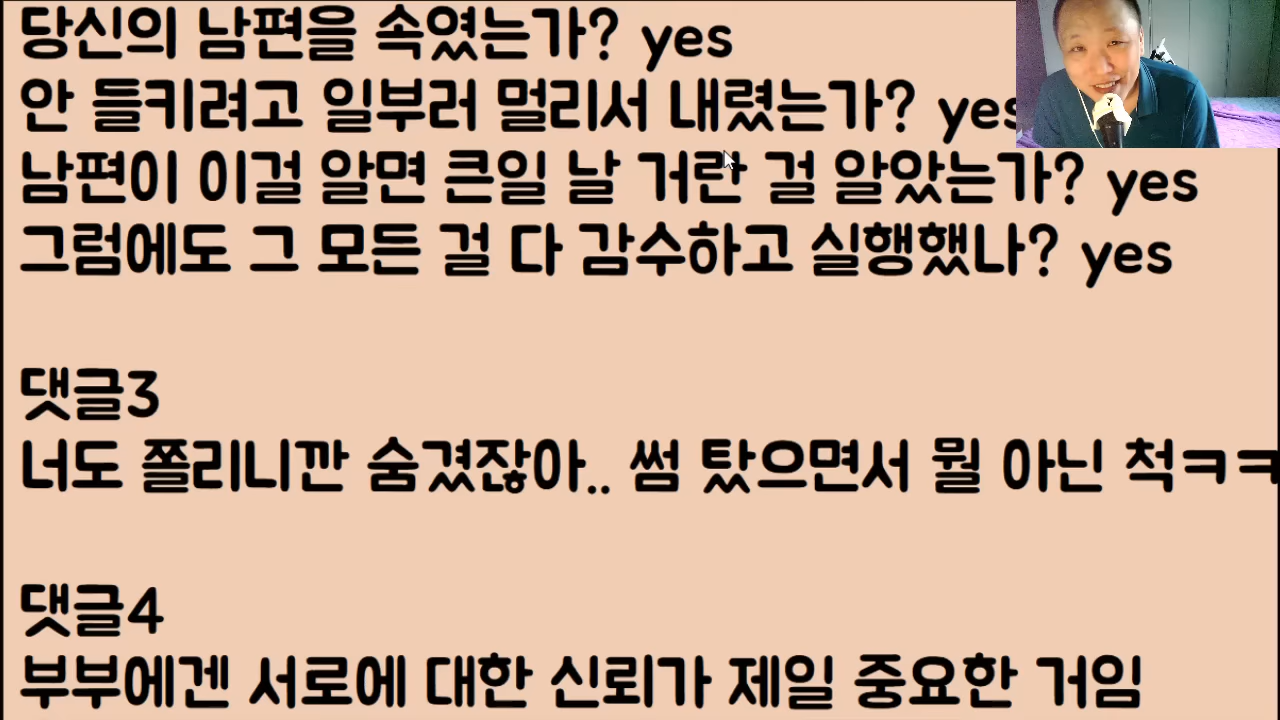 당신의 남편을 속였는가? yes
안 들키려고 일부러 멀리서 내렸는가? yes
남편이 이걸 알면 큰일 날 거란 걸 알았는가? yes
그럼에도 그 모든 걸 다 감수하고 실행했나? yes
댓글3
너도 쫄리니깐 숨겼잖아.. 썸 탔으면서 뭘 아닌 척ㅋㅋ
댓글4
부부에겐 서로에 대한 신뢰가 제일 중요한 거임